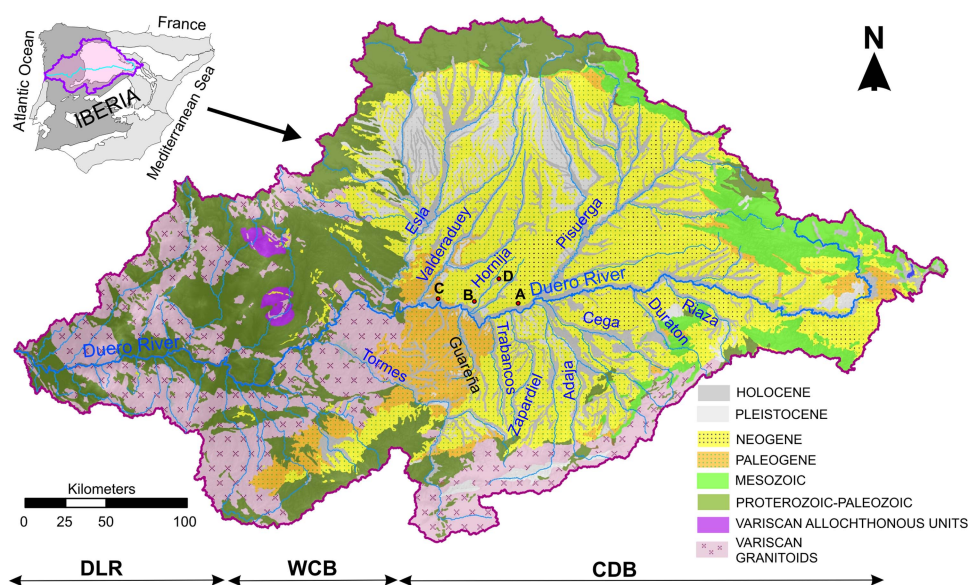 France
Atlantic Ocean
IBERIA
Mediterranean Sea
N
Esla
Valderaduey
Hornija
Pisuerga
D
C
B
A
Duero River
Cega
Duratón
Riaza
Duero River
Tormes
Guareña
Trabancos
Zapardiel
Adaja
HOLOCENE
PLEISTOCENE
NEOGENE
PALEOGENE
MESOZOIC
PROTEROZOIC-PALEOZOIC
VARISCAN ALLOCHTHONOUS UNITS
VARISCAN
GRANITOIDS
Kilometers
0 25 50 100
DLR WCB CDB